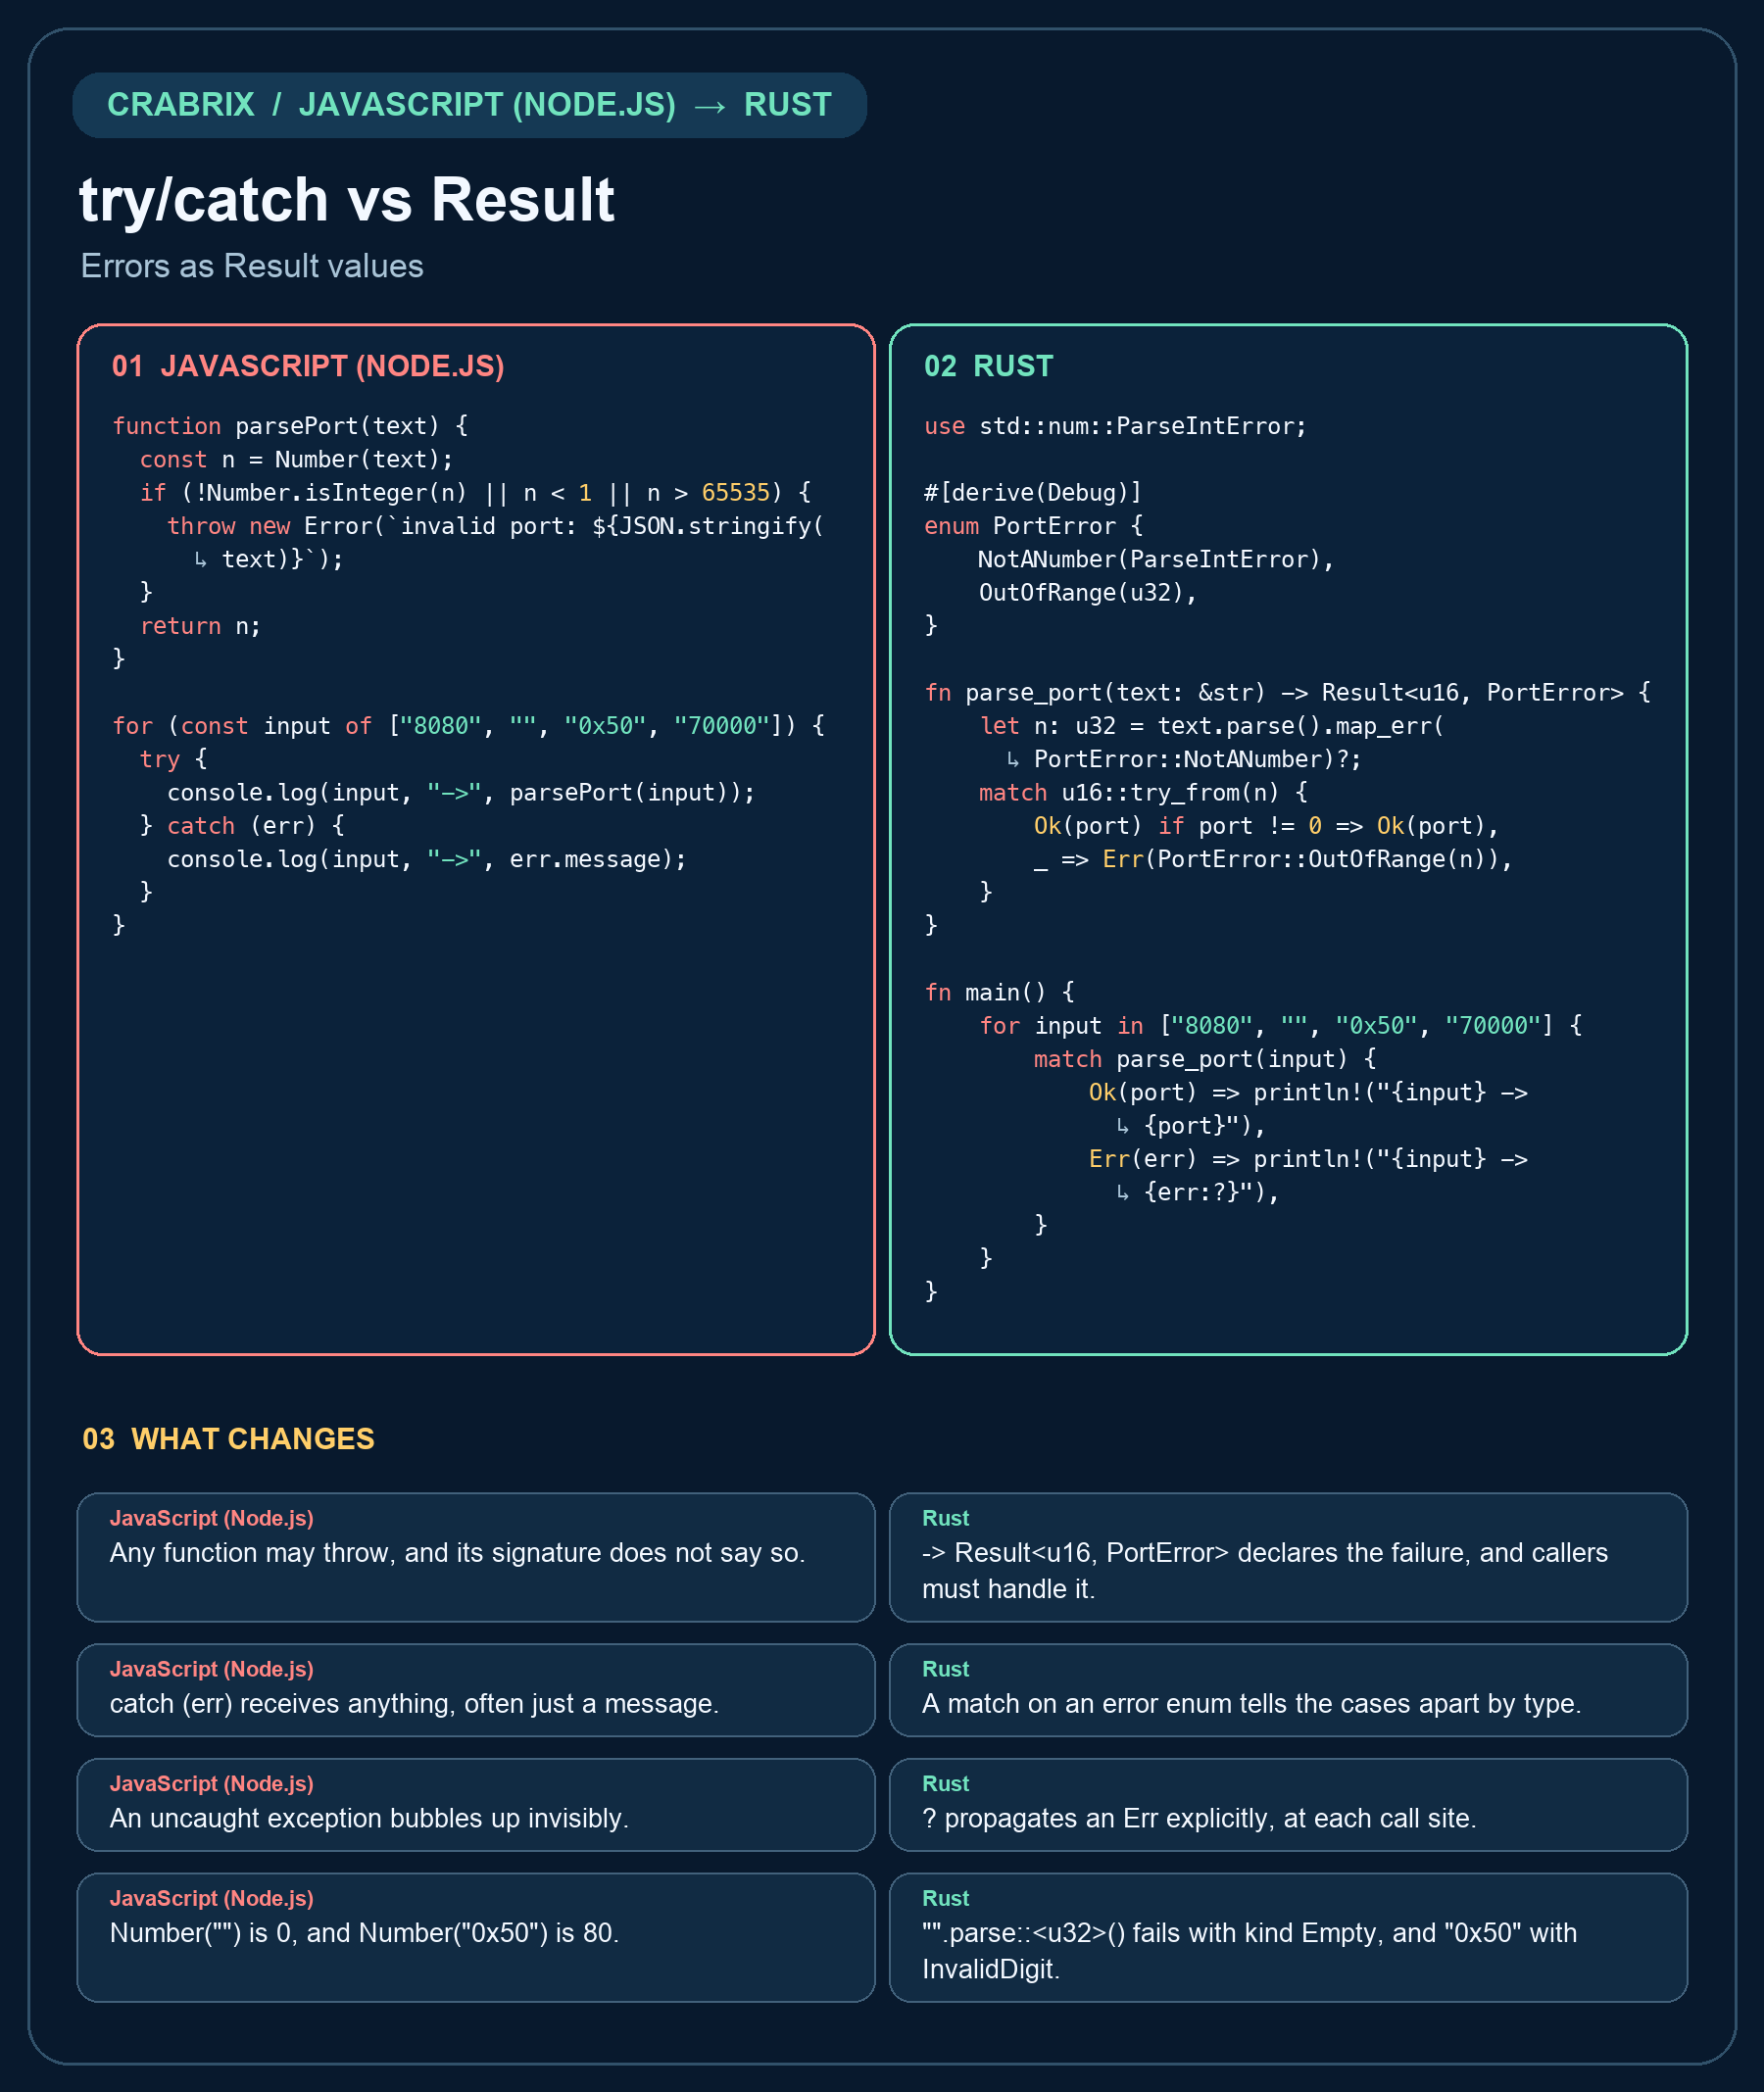 CRABRIX / JAVASCRIPT (NODE.JS) → RUST
try/catch vs Result
Errors as Result values
01 JAVASCRIPT (NODE.JS)
function parsePort(text) {
  const n = Number(text);
  if (!Number.isInteger(n) || n < 1 || n > 65535) {
    throw new Error(`invalid port: ${JSON.stringify(
      ↳ text)}`);
  }
  return n;
}

for (const input of ["8080", "", "0x50", "70000"]) {
  try {
    console.log(input, "->", parsePort(input));
  } catch (err) {
    console.log(input, "->", err.message);
  }
}
02 RUST
use std::num::ParseIntError;

#[derive(Debug)]
enum PortError {
    NotANumber(ParseIntError),
    OutOfRange(u32),
}

fn parse_port(text: &str) -> Result<u16, PortError> {
    let n: u32 = text.parse().map_err(
      ↳ PortError::NotANumber)?;
    match u16::try_from(n) {
        Ok(port) if port != 0 => Ok(port),
        _ => Err(PortError::OutOfRange(n)),
    }
}

fn main() {
    for input in ["8080", "", "0x50", "70000"] {
        match parse_port(input) {
            Ok(port) => println!("{input} ->
              ↳ {port}"),
            Err(err) => println!("{input} ->
              ↳ {err:?}"),
        }
    }
}
03 WHAT CHANGES
JavaScript (Node.js)
Any function may throw, and its signature does not say so.
Rust
-> Result<u16, PortError> declares the failure, and callers
must handle it.
JavaScript (Node.js)
catch (err) receives anything, often just a message.
Rust
A match on an error enum tells the cases apart by type.
JavaScript (Node.js)
An uncaught exception bubbles up invisibly.
Rust
? propagates an Err explicitly, at each call site.
JavaScript (Node.js)
Number("") is 0, and Number("0x50") is 80.
Rust
"".parse::<u32>() fails with kind Empty, and "0x50" with
InvalidDigit.